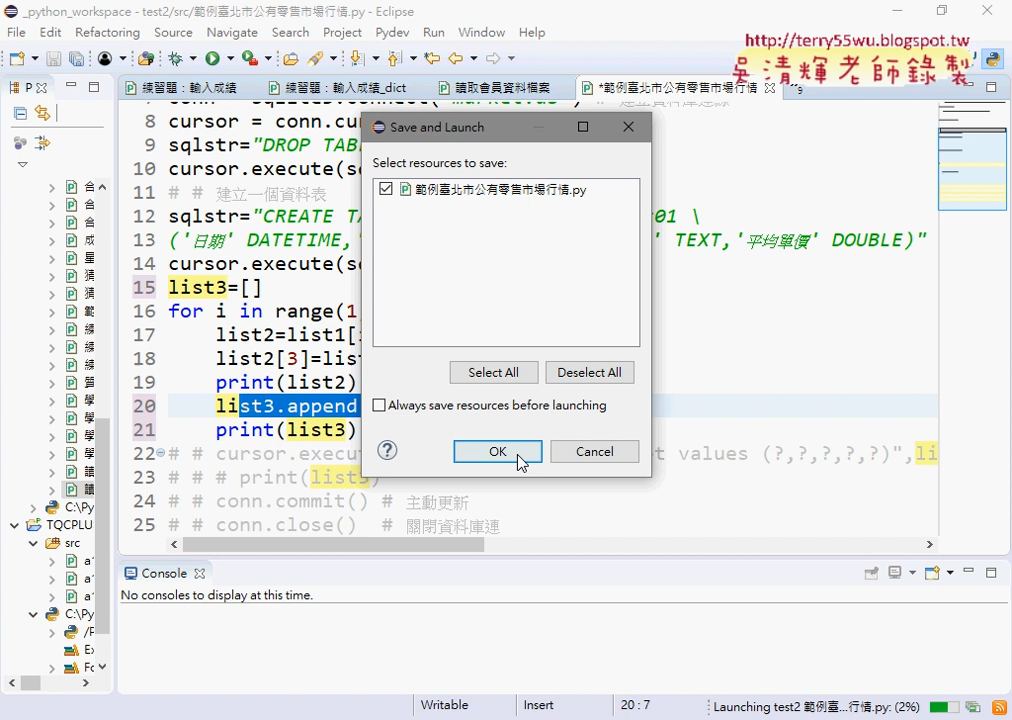 _python_workspace - test2/src/範例臺北市公有零售市場行情.py - Eclipse
File Edit Refactoring Source Navigate Search Project Pydev Run Window Help
http://terry55wu.blogspot.tw
吳清輝老師錄製
P
練習題：輸入成績
練習題：輸入成績_dict
讀取會員資料檔案
*範例臺北市公有零售市場行情
8 cursor = conn.cu
9 sqlstr="DROP TAB
10 cursor.execute(s
11 # # 建立一個資料表
12 sqlstr="CREATE TA 01 \
13 ('日期' DATETIME,' ' TEXT,'平均單價' DOUBLE)"
14 cursor.execute(s
15 list3=[]
16 for i in range(1
17 list2=list1[
18 list2[3]=lis
19 print(list2)
20 list3.append
21 print(list3)
22 # # cursor.execu t values (?,?,?,?,?)",li
23 # # # print(list3)
24 # # conn.commit() # 主動更新
25 # # conn.close() # 關閉資料庫連
Save and Launch
Select resources to save:
範例臺北市公有零售市場行情.py
Select All
Deselect All
Always save resources before launching
OK
Cancel
C:\Py
TQCPLU
src
a
a
a
C:\Py
/P
Ex
Fo
Console
No consoles to display at this time.
Writable
Insert
20 : 7
Launching test2 範例臺...行情.py: (2%)